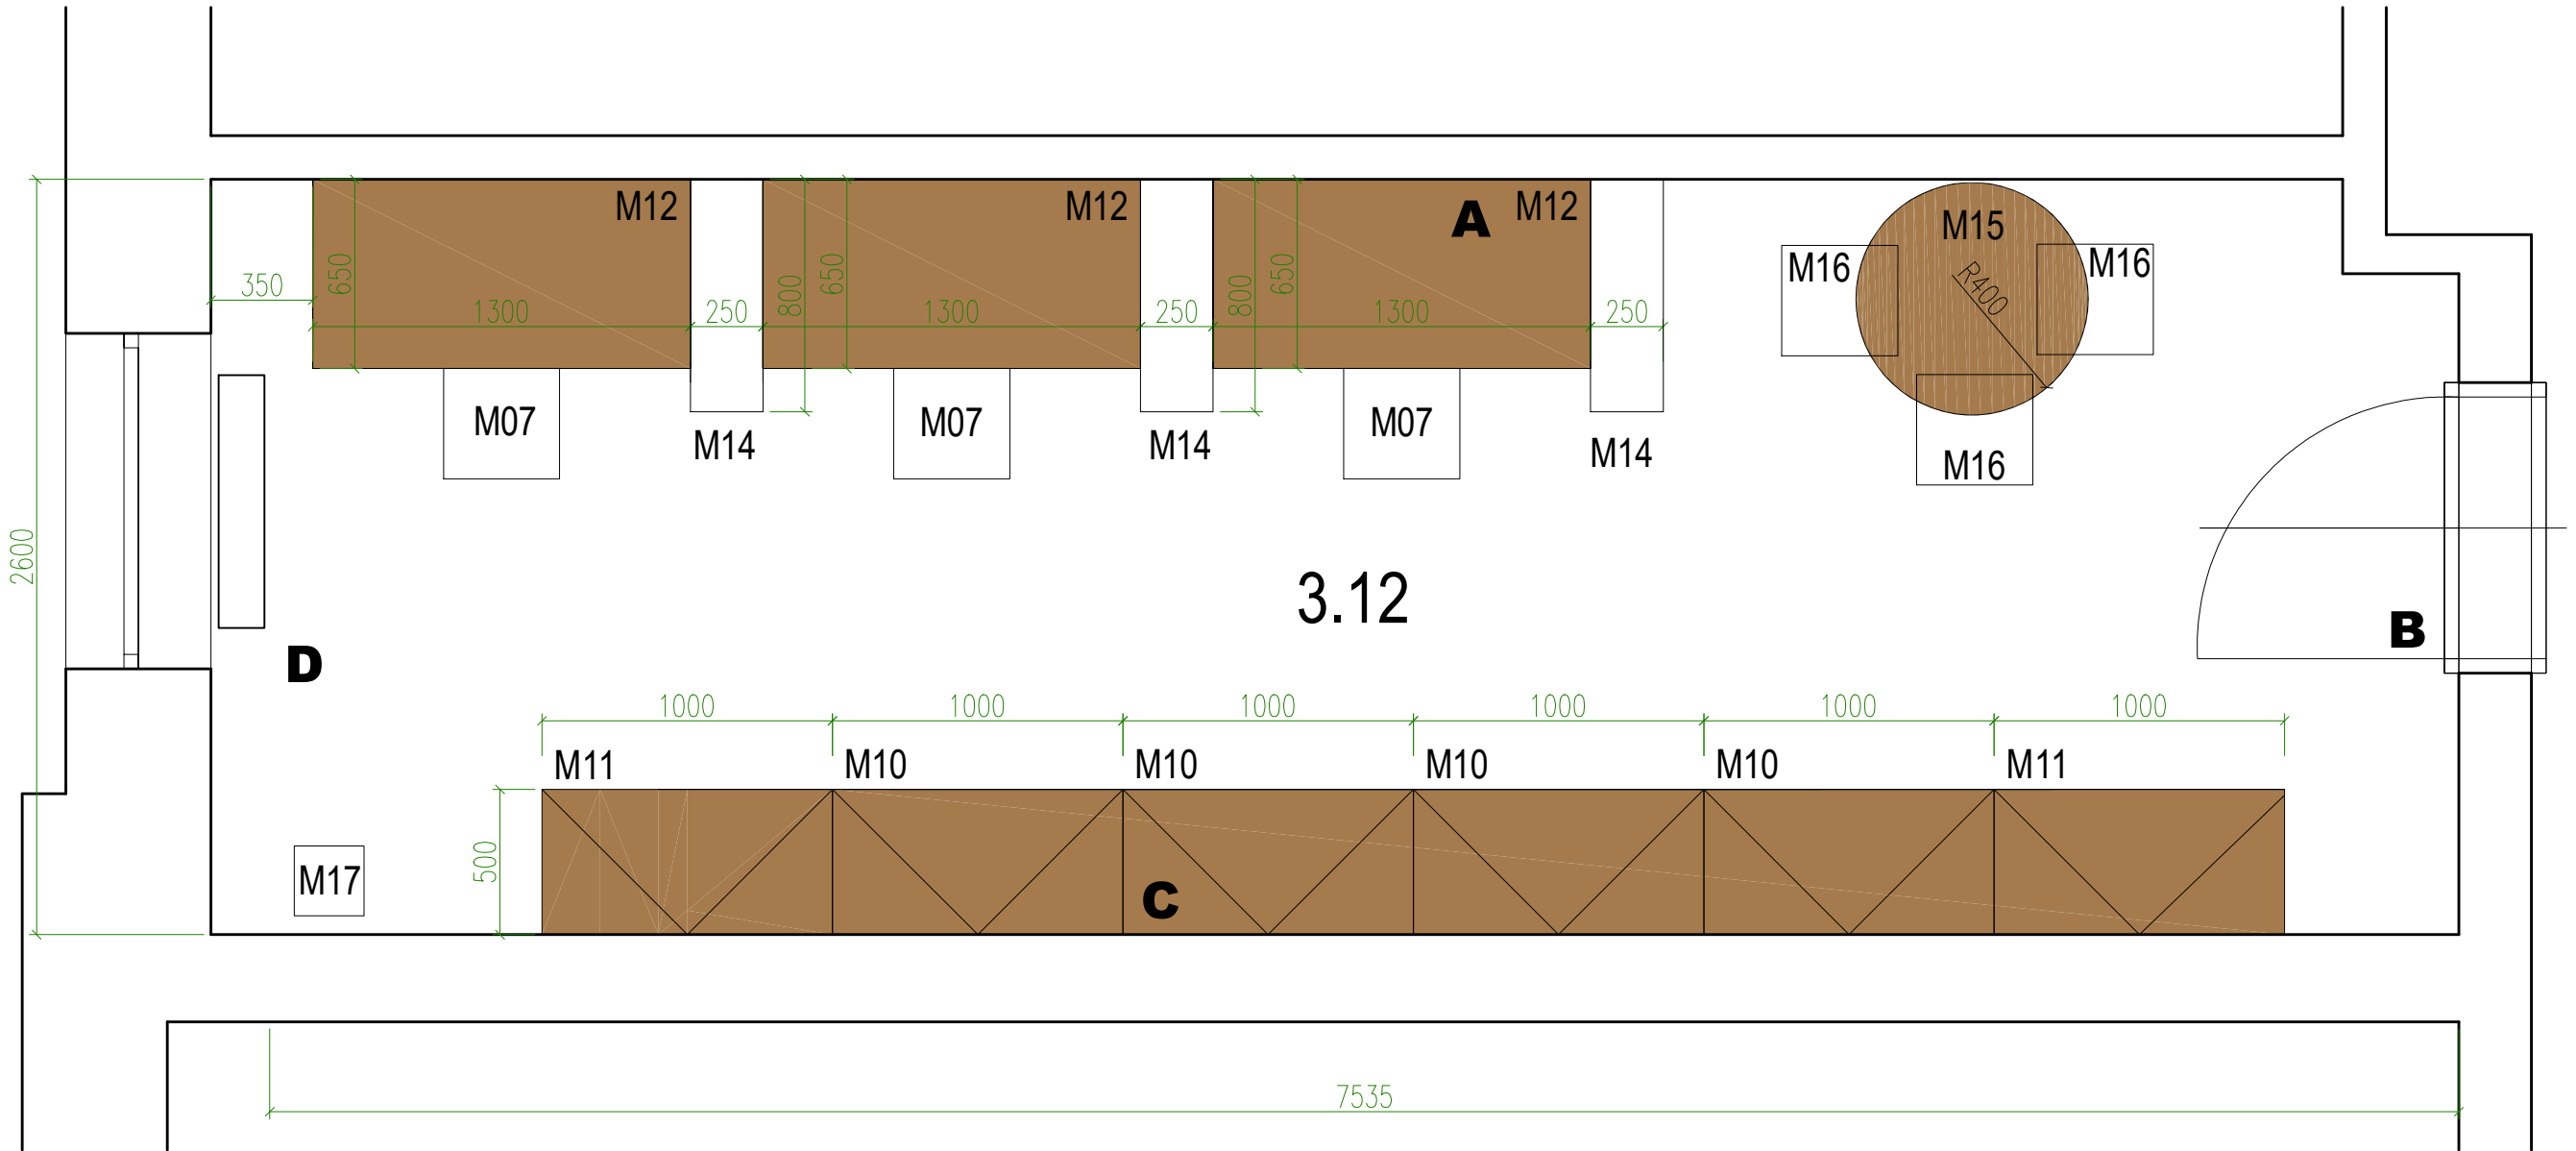 M12 M12 A M12 M15
M16 M16
350 650 800 650 800 650 R400
1300 250 1300 250 1300 250
M07 M14 M07 M14 M07 M14 M16
2600
3.12
D B
1000 1000 1000 1000 1000 1000
M11 M10 M10 M10 M10 M11
500
M17 C
7535